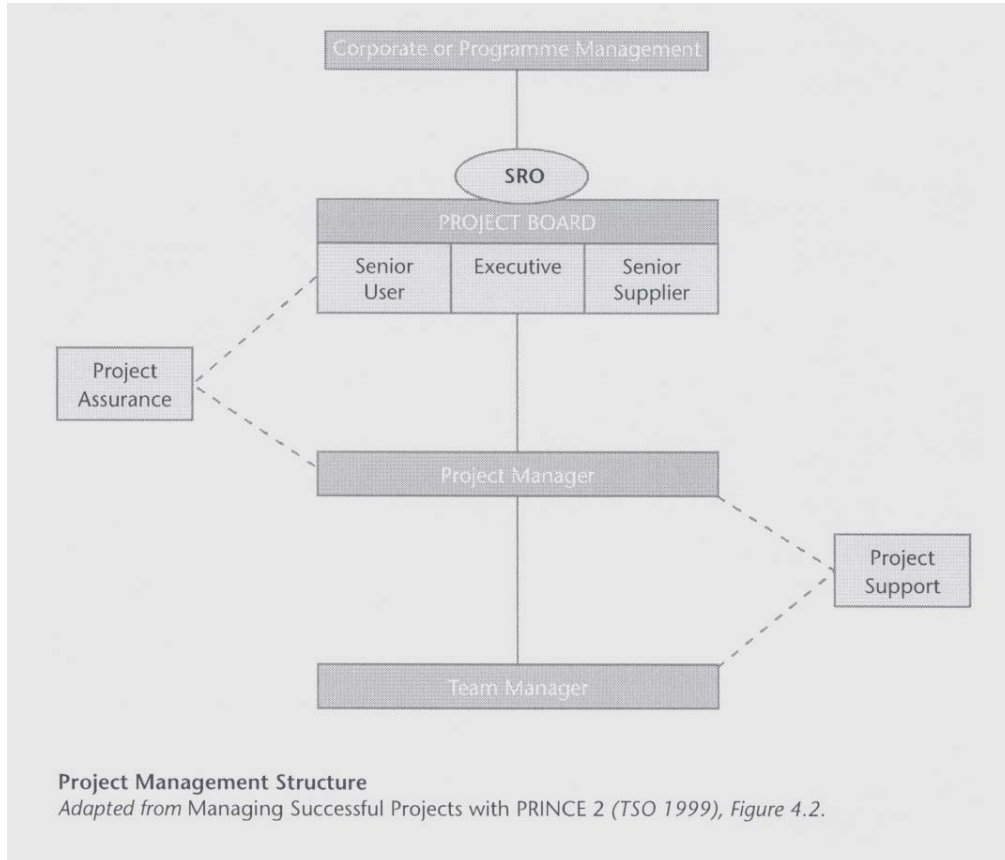 Corporate or Programme Management
SRO
PROJECT BOARD
Senior
User
Executive
Senior
Supplier
Project
Assurance
Project Manager
Project
Support
Team Manager
Project Management Structure
Adapted from Managing Successful Projects with PRINCE 2 (TSO 1999), Figure 4.2.